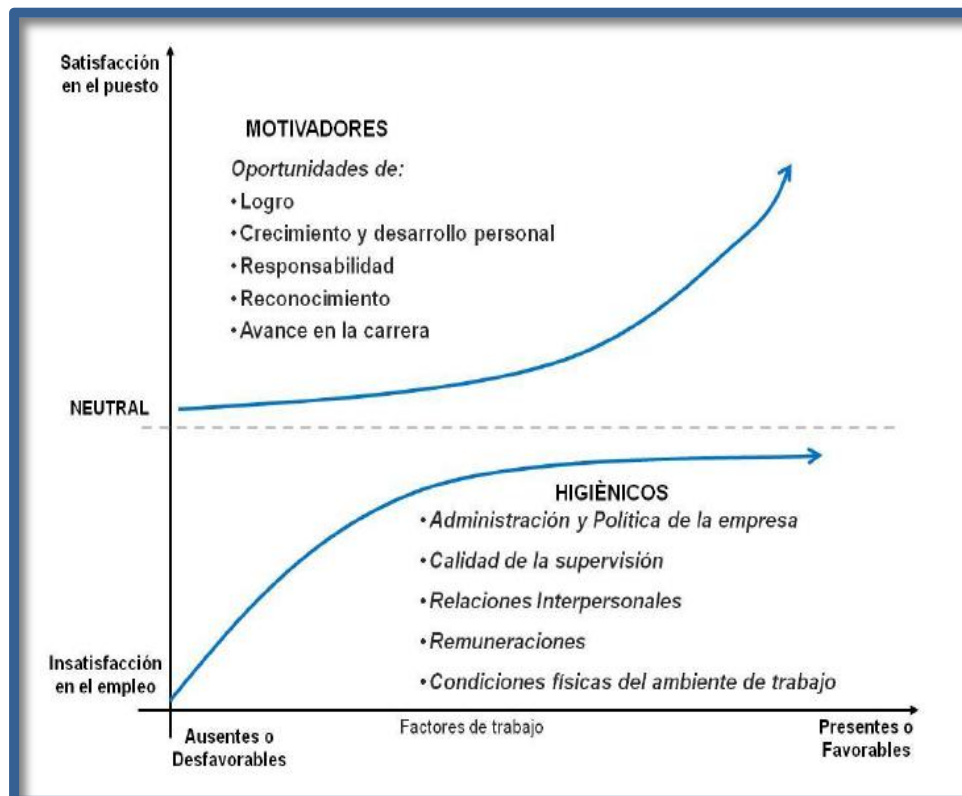 Satisfacción
en el puesto
MOTIVADORES
Oportunidades de:
•Logro
•Crecimiento y desarrollo personal
•Responsabilidad
•Reconocimiento
•Avance en la carrera
NEUTRAL
HIGIÈNICOS
•Administración y Política de la empresa
•Calidad de la supervisión
•Relaciones Interpersonales
•Remuneraciones
•Condiciones físicas del ambiente de trabajo
Insatisfacción
en el empleo
Ausentes o
Desfavorables
Factores de trabajo
Presentes o
Favorables